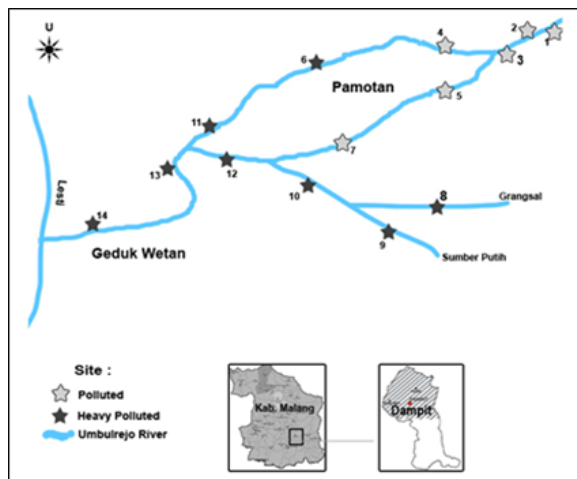 U
2
1
4
3
6
Pamotan
5
11
7
13
12
10
8
Grangsal
9
Sumber Putih
Lesti
14
Geduk Wetan
Site :
Polluted
Heavy Polluted
Umbulrejo River
Kab. Malang
Dampit